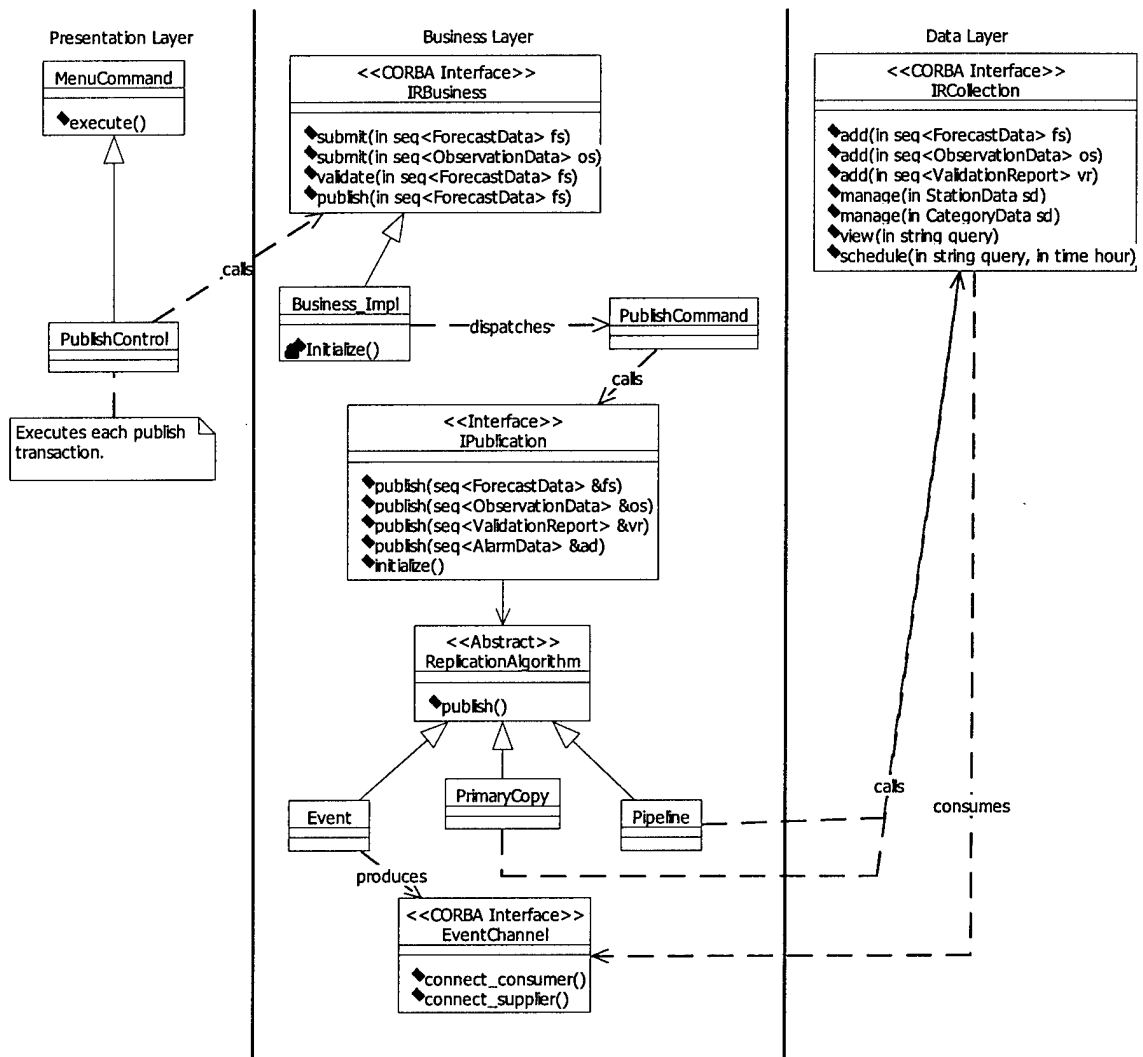 Presentation Layer
Business Layer
Data Layer
MenuCommand
execute()
<<CORBA Interface>>
IRBusiness
submit(in seq<ForecastData> fs)
submit(in seq<ObservationData> os)
validate(in seq<ForecastData> fs)
publish(in seq<ForecastData> fs)
<<CORBA Interface>>
IRCollection
add(in seq<ForecastData> fs)
add(in seq<ObservationData> os)
add(in seq<ValidationReport> vr)
manage(in StationData sd)
manage(in CategoryData sd)
view(in string query)
schedule(in string query, in time hour)
calls
PublishControl
Business_Impl
Initialize()
dispatches
PublishCommand
calls
Executes each publish
transaction.
<<Interface>>
IPublication
publish(seq<ForecastData> &fs)
publish(seq<ObservationData> &os)
publish(seq<ValidationReport> &vr)
publish(seq<AlarmData> &ad)
initialize()
<<Abstract>>
ReplicationAlgorithm
publish()
Event
PrimaryCopy
Pipeline
calls
consumes
produces
<<CORBA Interface>>
EventChannel
connect_consumer()
connect_supplier()